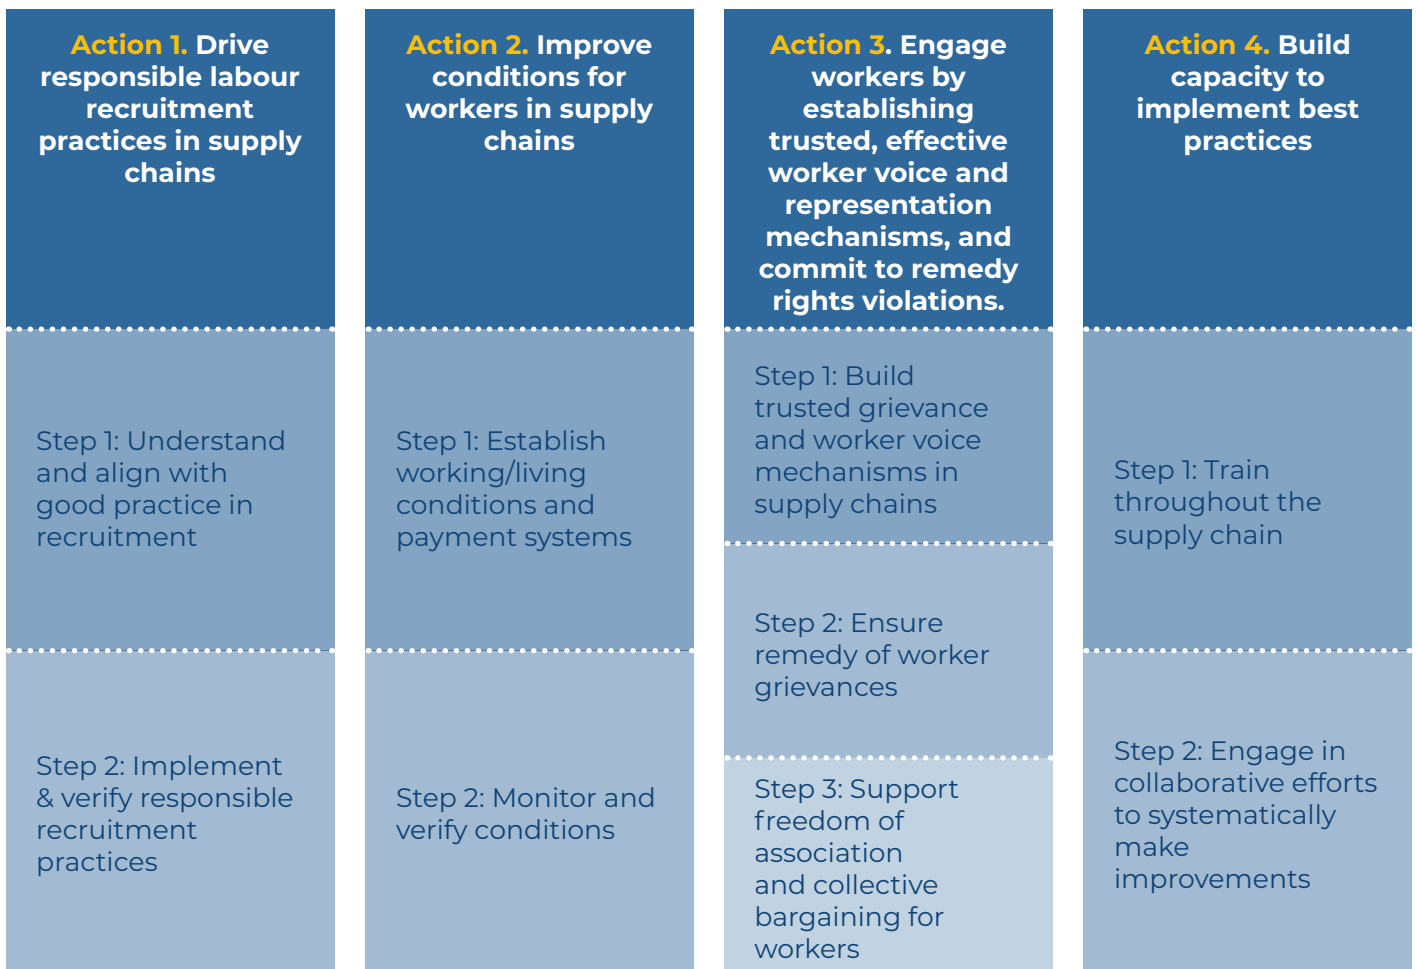 Action 1. Drive
responsible labour
recruitment
practices in supply
chains
Step 1: Understand
and align with
good practice in
recruitment
Step 2: Implement
& verify responsible
recruitment
practices
Action 2. Improve
conditions for
workers in supply
chains
Step 1: Establish
working/living
conditions and
payment systems
Step 2: Monitor and
verify conditions
Action 3. Engage
workers by
establishing
trusted, effective
worker voice and
representation
mechanisms, and
commit to remedy
rights violations.
Step 1: Build
trusted grievance
and worker voice
mechanisms in
supply chains
Step 2: Ensure
remedy of worker
grievances
Step 3: Support
freedom of
association
and collective
bargaining for
workers
Action 4. Build
capacity to
implement best
practices
Step 1: Train
throughout the
supply chain
Step 2: Engage in
collaborative efforts
to systematically
make
improvements